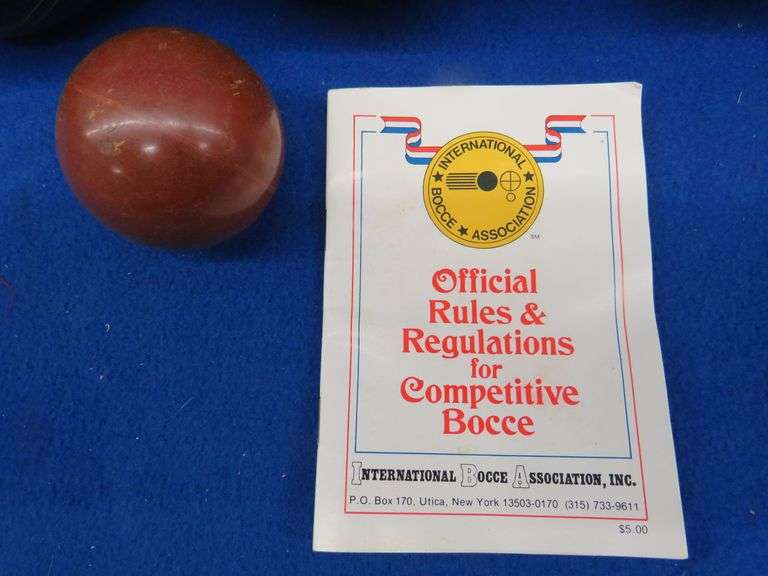 INTERNATIONAL
BOCCE ASSOCIATION
SM
Official
Rules &
Regulations
for
Competitive
Bocce
INTERNATIONAL BOCCE ASSOCIATION, INC.
P.O. Box 170, Utica, New York 13503-0170 (315) 733-9611
$5.00